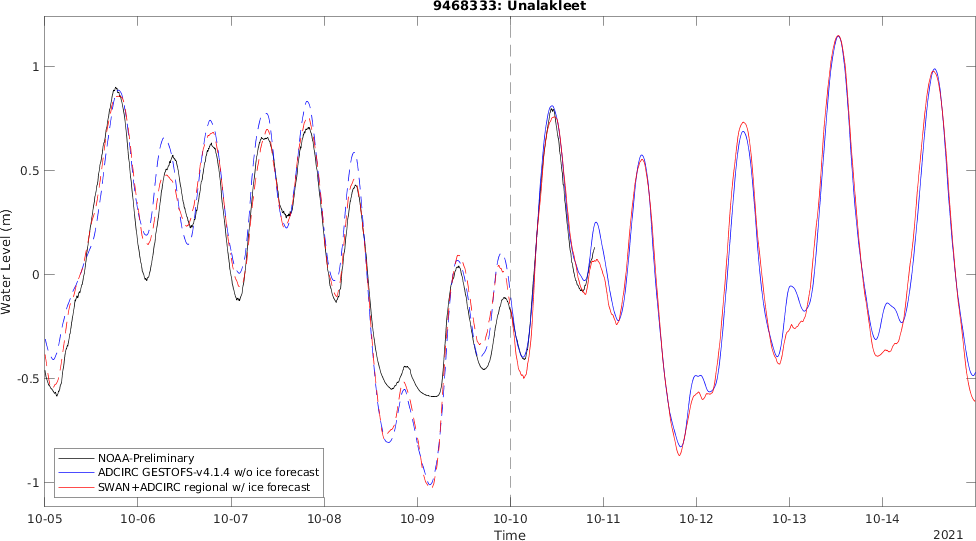 9468333: Unalakleet
Water Level (m)
1
0.5
0
-0.5
-1
NOAA-Preliminary
ADCIRC GESTOFS-v4.1.4 w/o ice forecast
SWAN+ADCIRC regional w/ ice forecast
10-05 10-06 10-07 10-08 10-09 10-10 10-11 10-12 10-13 10-14
Time
2021